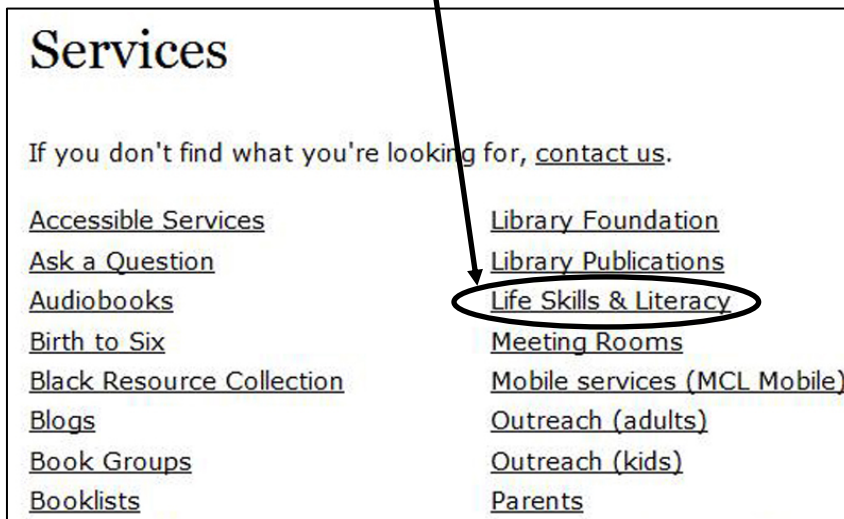 Services
If you don't find what you're looking for, contact us.
Accessible Services
Ask a Question
Audiobooks
Birth to Six
Black Resource Collection
Blogs
Book Groups
Booklists
Library Foundation
Library Publications
Life Skills & Literacy
Meeting Rooms
Mobile services (MCL Mobile)
Outreach (adults)
Outreach (kids)
Parents